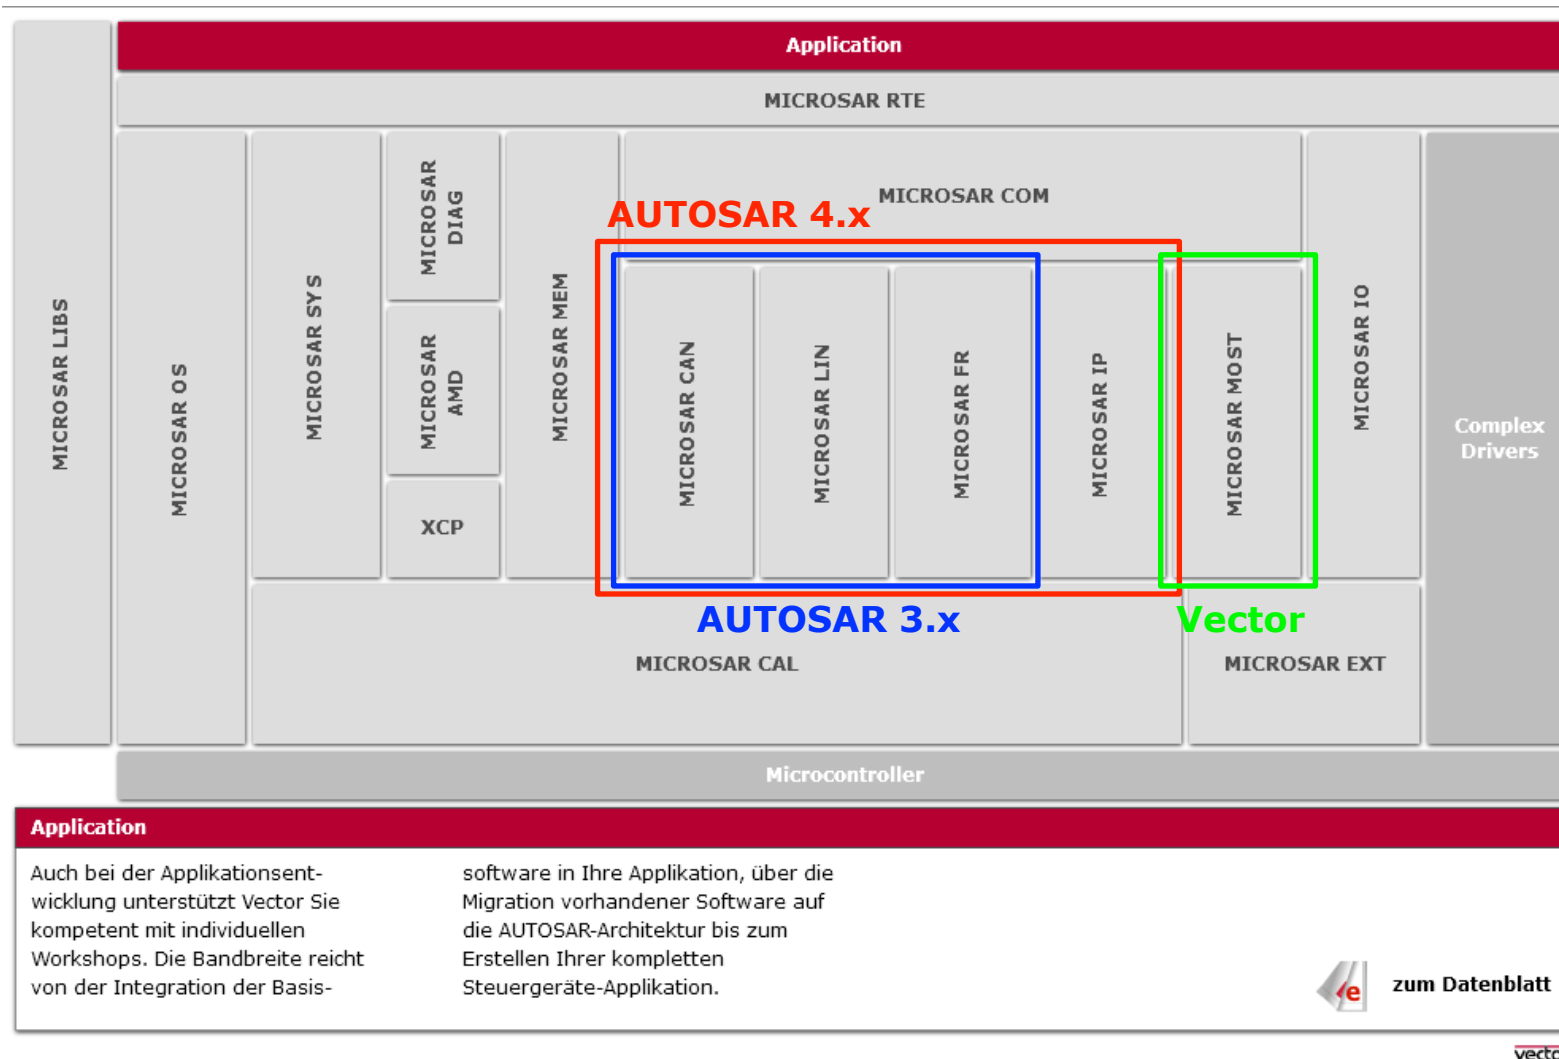 Application
MICROSAR RTE
MICROSAR LIBS
MICROSAR OS
MICROSAR SYS
MICROSAR
DIAG
MICROSAR
AMD
XCP
MICROSAR MEM
MICROSAR COM
AUTOSAR 4.x
MICROSAR CAN
MICROSAR LIN
MICROSAR FR
MICROSAR IP
MICROSAR MOST
MICROSAR IO
Complex
Drivers
AUTOSAR 3.x
Vector
MICROSAR CAL
MICROSAR EXT
Microcontroller
Application
Auch bei der Applikationsent-
wicklung unterstützt Vector Sie
kompetent mit individuellen
Workshops. Die Bandbreite reicht
von der Integration der Basis-
software in Ihre Applikation, über die
Migration vorhandener Software auf
die AUTOSAR-Architektur bis zum
Erstellen Ihrer kompletten
Steuergeräte-Applikation.
e
zum Datenblatt